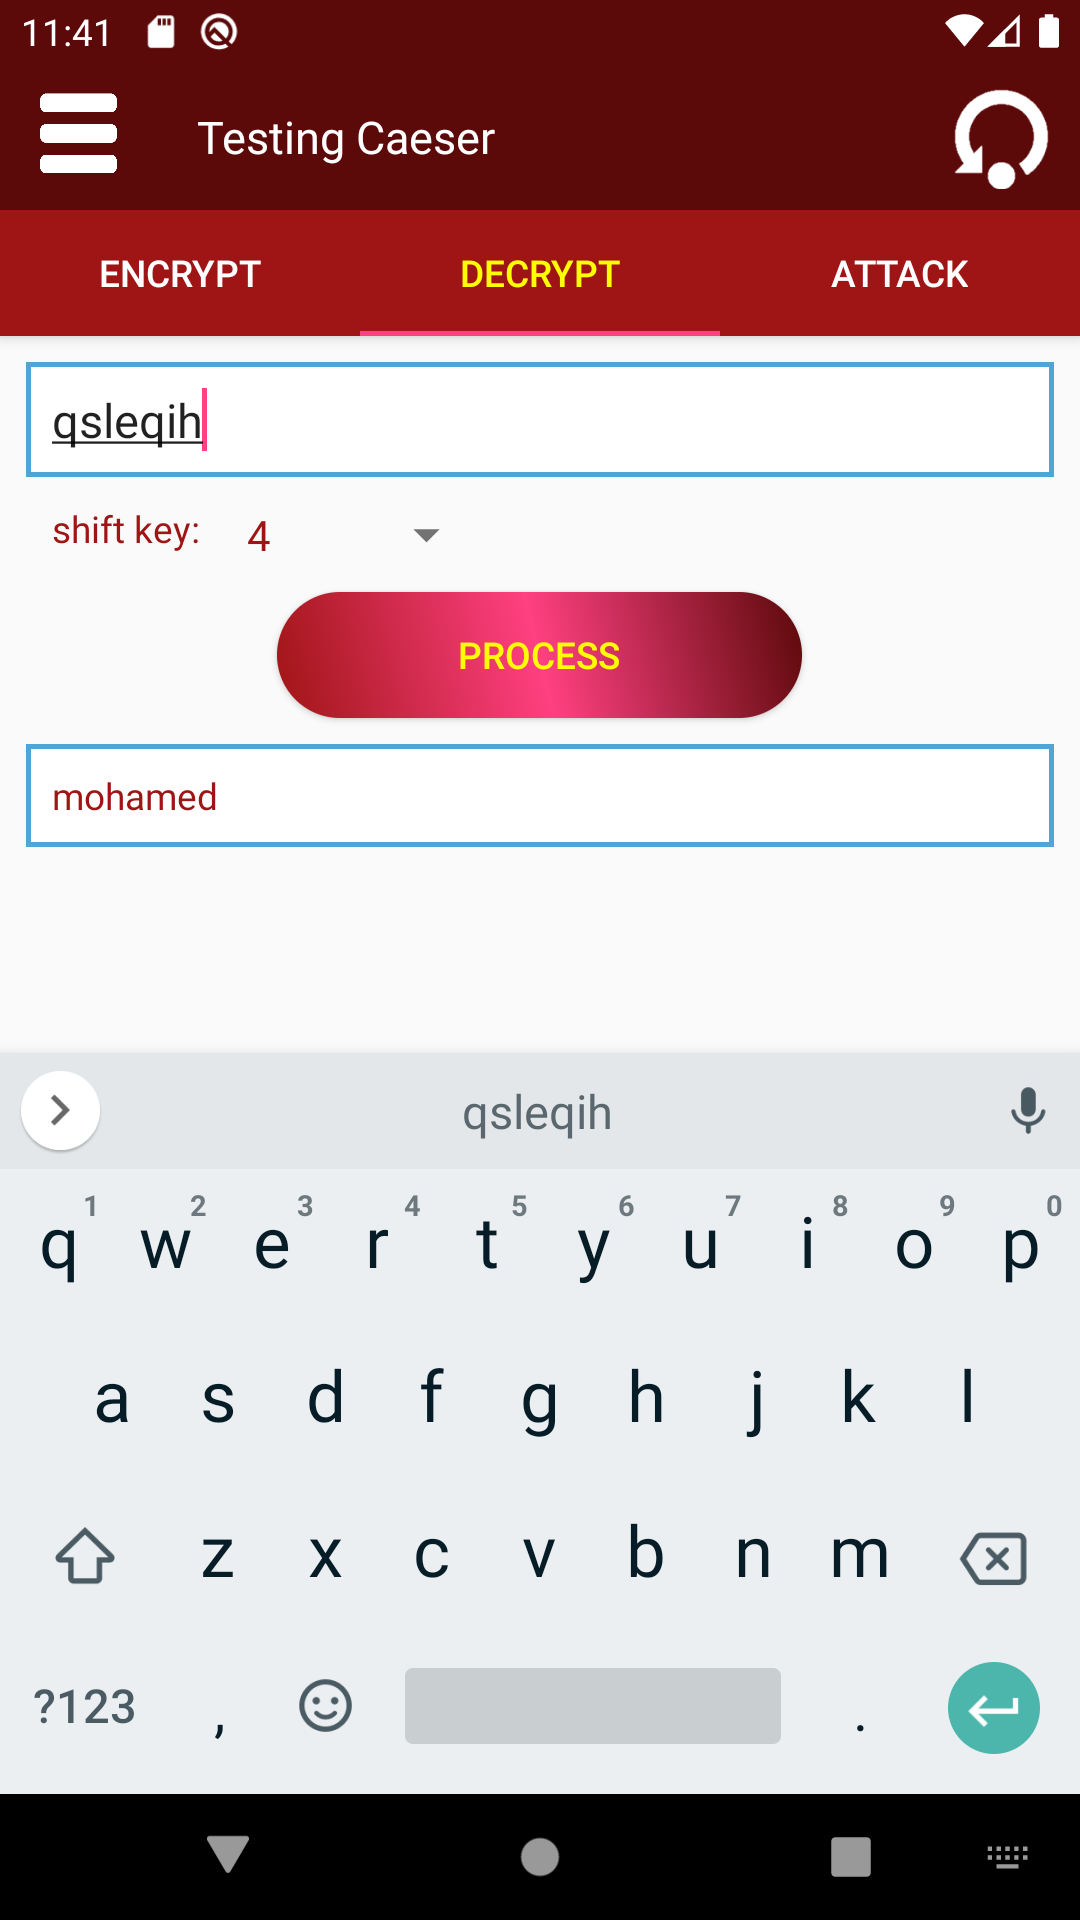 11:41
Testing Caeser
ENCRYPT DECRYPT ATTACK
qsleqih
shift key: 4
PROCESS
mohamed
qsleqih
1 2 3 4 5 6 7 8 9 0
q w e r t y u i o p
a s d f g h j k l
z x c v b n m
?123 , .